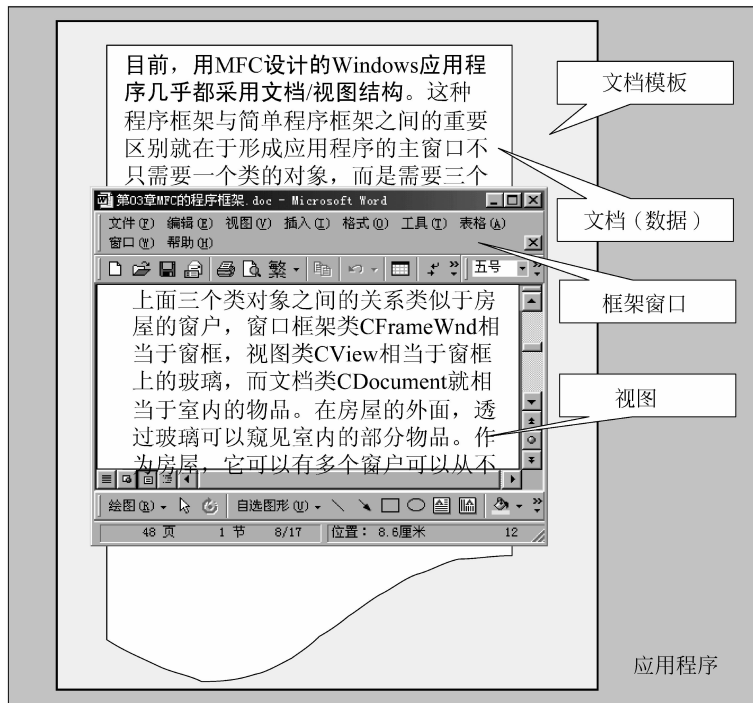 目前，用MFC设计的Windows应用程
序几乎都采用文档/视图结构。这种
程序框架与简单程序框架之间的重要
区别就在于形成应用程序的主窗口不
只需要一个类的对象，而是需要三个
文档模板
文档（数据）
第03章MFC的程序框架.doc - Microsoft Word
文件(F) 编辑(E) 视图(V) 插入(I) 格式(O) 工具(T) 表格(A)
窗口(W) 帮助(H)
繁 五号
框架窗口
上面三个类对象之间的关系类似于房
屋的窗户，窗口框架类CFrameWnd相
当于窗框，视图类CView相当于窗框
上的玻璃，而文档类CDocument就相
当于室内的物品。在房屋的外面，透
过玻璃可以窥见室内的部分物品。作
为房屋，它可以有多个窗户可以从不
视图
绘图(R) 自选图形(U)
48 页 1 节 8/17 位置： 8.6厘米 12
应用程序